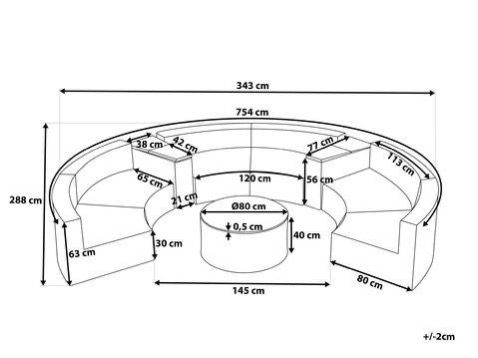 343 cm
754 cm
38 cm
42 cm
77 cm
113 cm
65 cm
120 cm
56 cm
288 cm
21 cm
Ø80 cm
0,5 cm
40 cm
30 cm
63 cm
80 cm
145 cm
+/-2cm